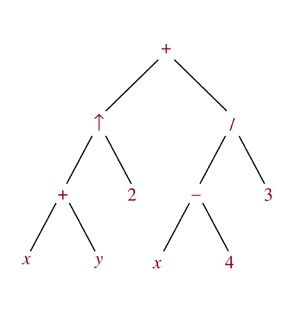 +
↑ /
+ 2 − 3
x y x 4